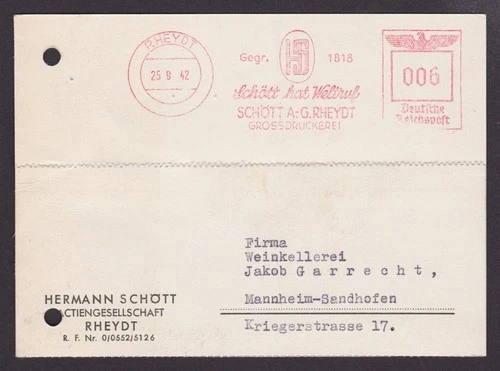 RHEYDT
25 9 42
Gegr. HS 1818
Schött hat Weltruf
SCHÖTT A.-G. RHEYDT
GROSSDRUCKEREI
006
Deutsche
Reichspost
Firma
Weinkellerei
Jakob Garrecht,
Mannheim-Sandhofen
Kriegerstrasse 17.
HERMANN SCHÖTT
ACTIENGESELLSCHAFT
RHEYDT
R. F. Nr. 0/0552/5126